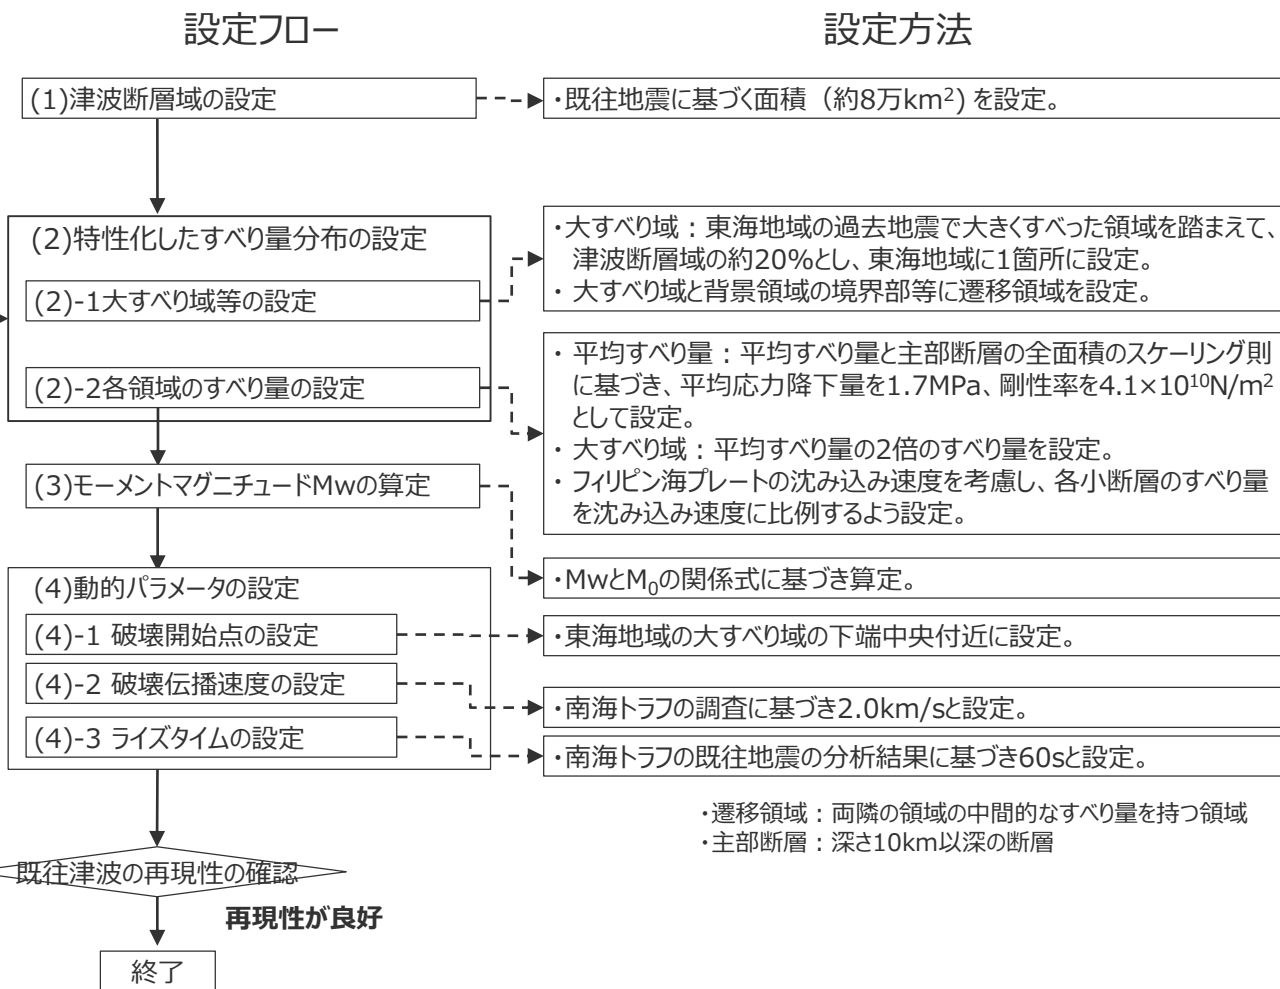 設定フロー
設定方法
(1)津波断層域の設定
・既往地震に基づく面積（約8万km²) を設定。
(2)特性化したすべり量分布の設定
(2)-1大すべり域等の設定
・大すべり域：東海地域の過去地震で大きくすべった領域を踏まえて、
津波断層域の約20%とし、東海地域に1箇所に設定。
・ 大すべり域と背景領域の境界部等に遷移領域を設定。
(2)-2各領域のすべり量の設定
・ 平均すべり量：平均すべり量と主部断層の全面積のスケーリング則
に基づき、平均応力降下量を1.7MPa、剛性率を4.1×10¹⁰N/m²
として設定。
・ 大すべり域：平均すべり量の2倍のすべり量を設定。
・ フィリピン海プレートの沈み込み速度を考慮し、各小断層のすべり量
を沈み込み速度に比例するよう設定。
(3)モーメントマグニチュードMwの算定
・MwとM₀の関係式に基づき算定。
(4)動的パラメータの設定
(4)-1 破壊開始点の設定
・東海地域の大すべり域の下端中央付近に設定。
(4)-2 破壊伝播速度の設定
・南海トラフの調査に基づき2.0km/sと設定。
(4)-3 ライズタイムの設定
・南海トラフの既往地震の分析結果に基づき60sと設定。
・遷移領域：両隣の領域の中間的なすべり量を持つ領域
・主部断層：深さ10km以深の断層
既往津波の再現性の確認
再現性が良好
終了